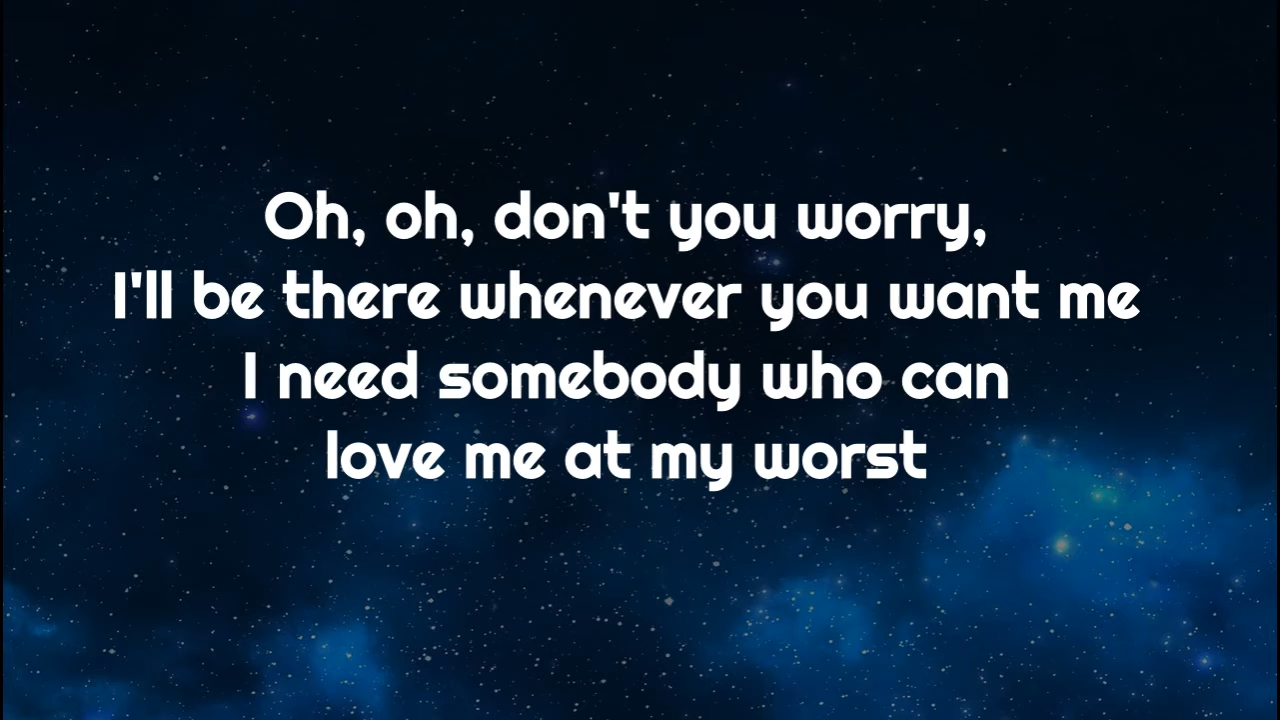 Oh, oh, don't you worry,
I'll be there whenever you want me
I need somebody who can
love me at my worst